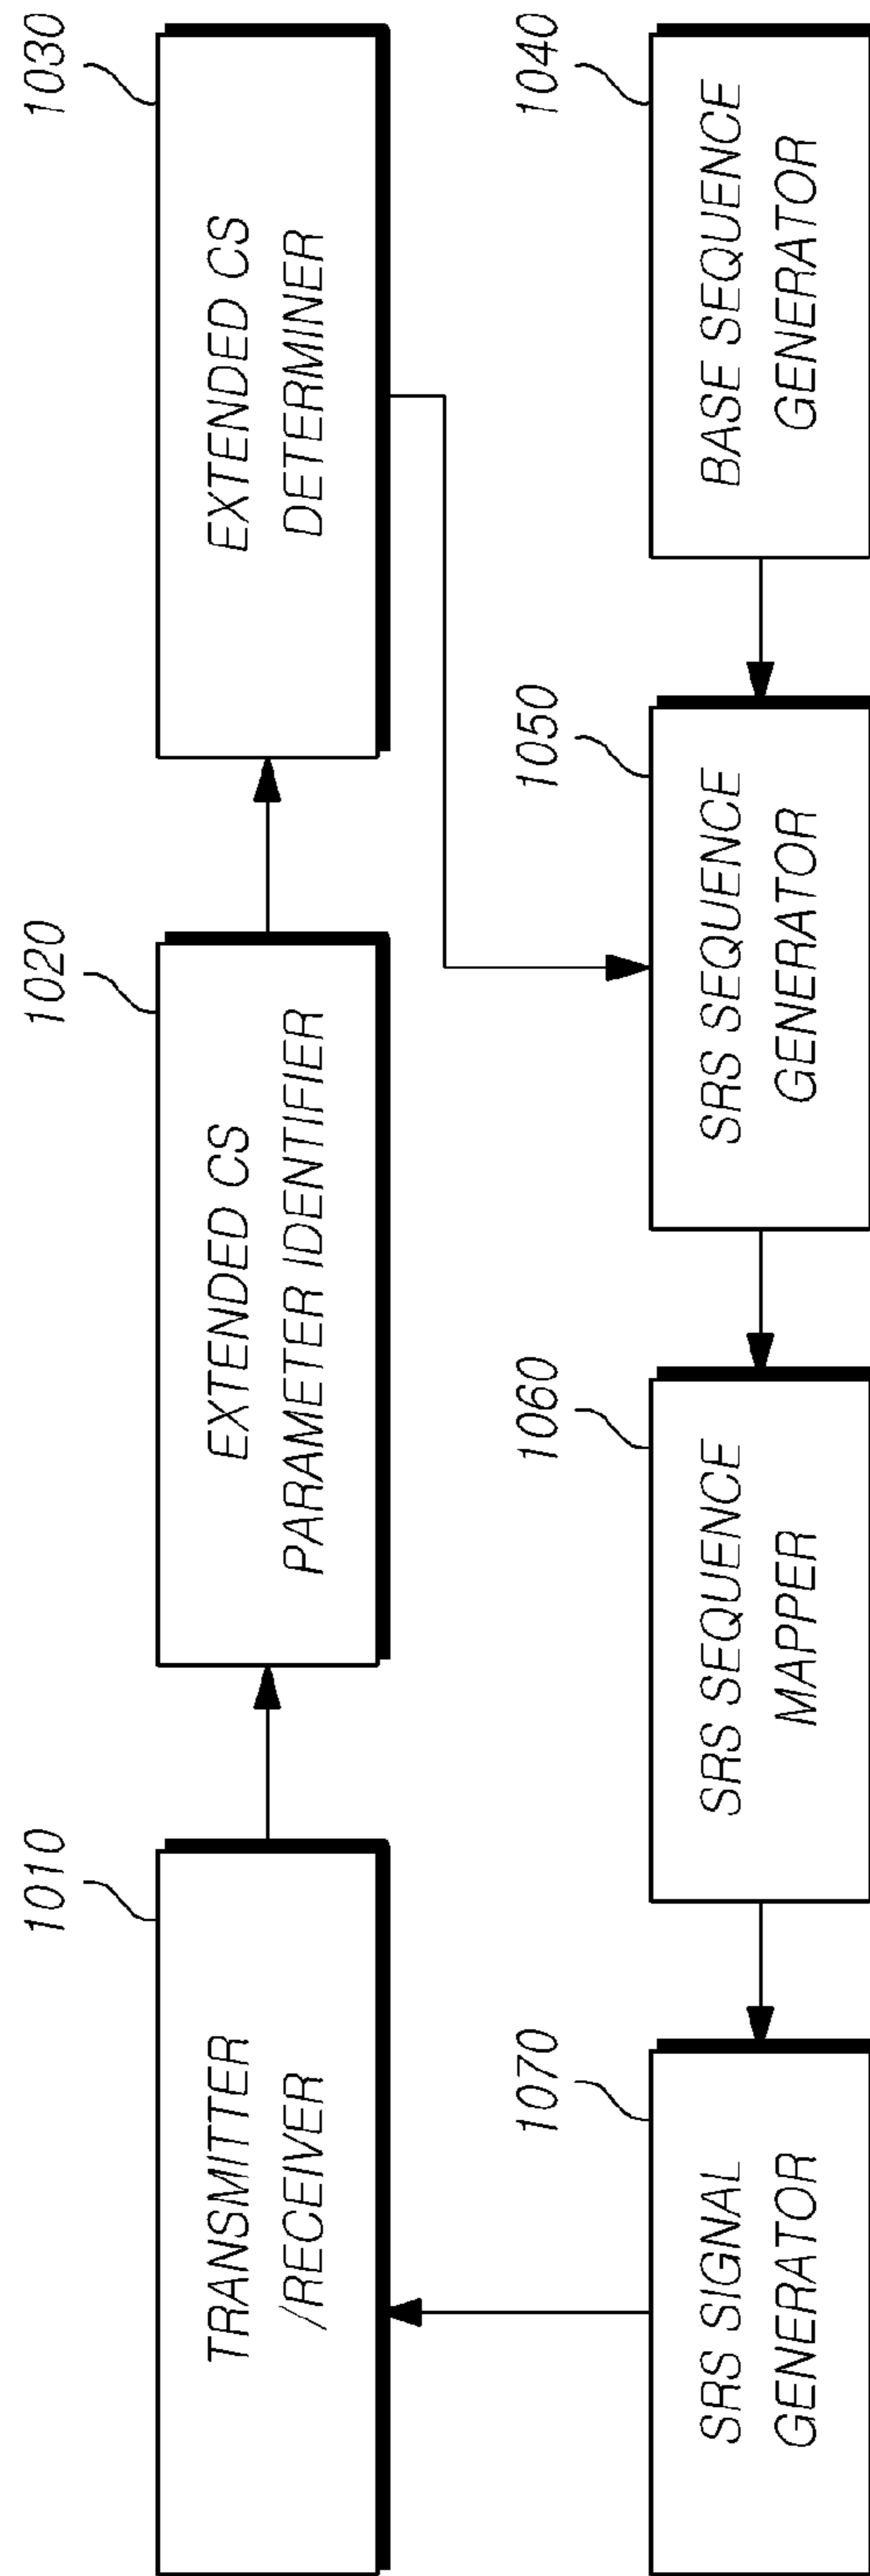 1010
TRANSMITTER
/RECEIVER
1020
EXTENDED CS
PARAMETER IDENTIFIER
1030
EXTENDED CS
DETERMINER
1070
SRS SIGNAL
GENERATOR
1060
SRS SEQUENCE
MAPPER
1050
SRS SEQUENCE
GENERATOR
1040
BASE SEQUENCE
GENERATOR